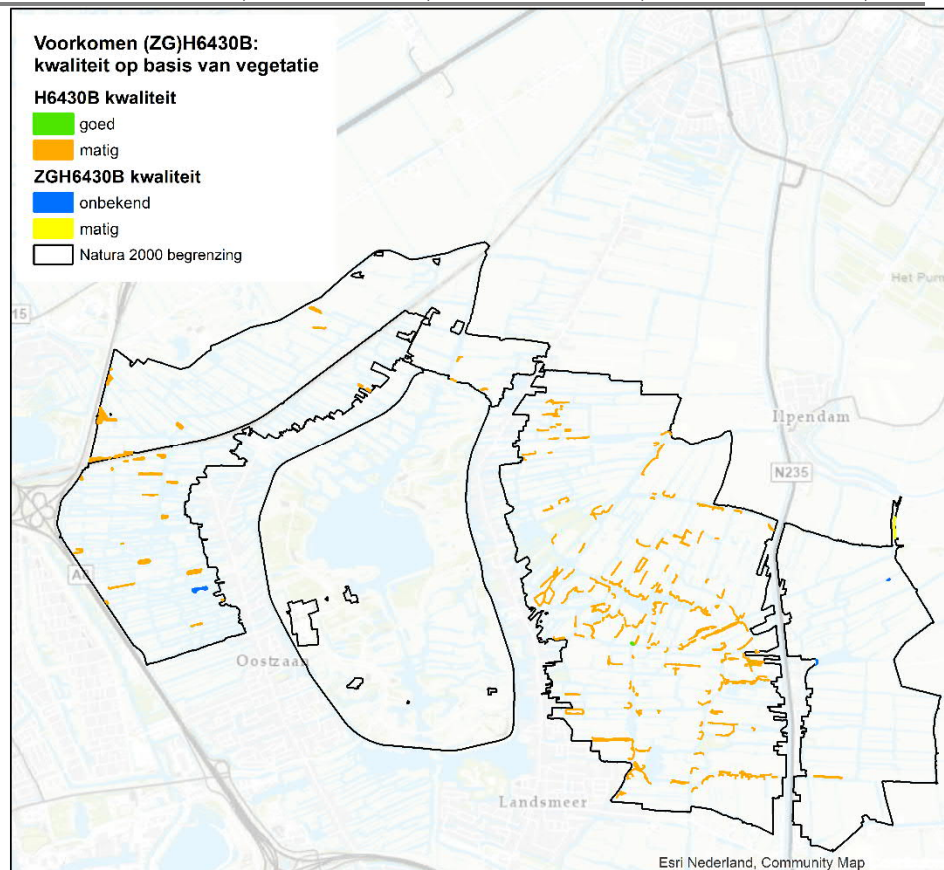 Voorkomen (ZG)H6430B:
kwaliteit op basis van vegetatie
H6430B kwaliteit
goed
matig
ZGH6430B kwaliteit
onbekend
matig
Natura 2000 begrenzing
Het Pum
15
Ilpendam
N235
A8
Oostzaan
Landsmeer
Esri Nederland, Community Map